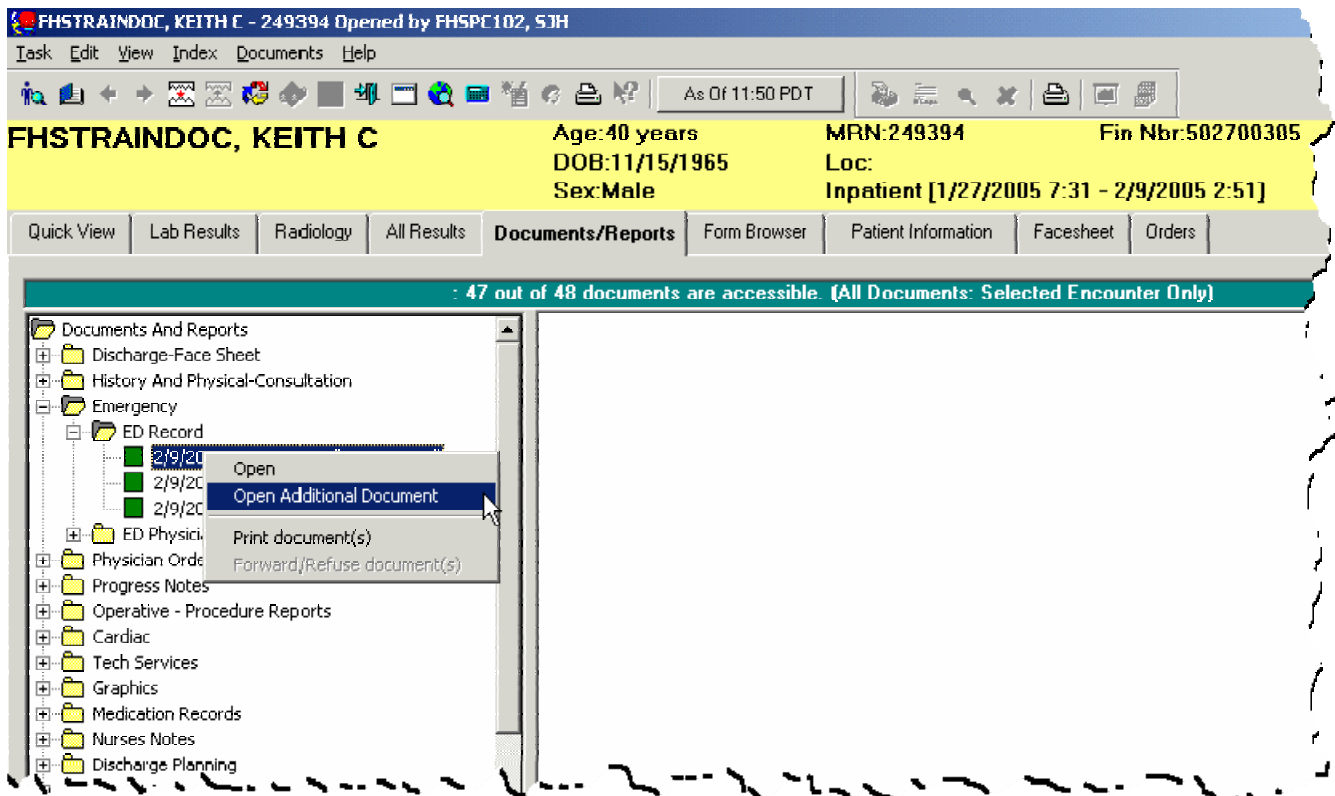 FHSTRAINDOC, KEITH C - 249394 Opened by FHSPC102, SJH
Task Edit View Index Documents Help
As Of 11:50 PDT
FHSTRAINDOC, KEITH C Age:40 years MRN:249394 Fin Nbr:502700305
DOB:11/15/1965 Loc:
Sex:Male Inpatient [1/27/2005 7:31 - 2/9/2005 2:51]
Quick View Lab Results Radiology All Results Documents/Reports Form Browser Patient Information Facesheet Orders
: 47 out of 48 documents are accessible. (All Documents: Selected Encounter Only)
Documents And Reports
Discharge-Face Sheet
History And Physical-Consultation
Emergency
ED Record
2/9/20
Open
2/9/20
Open Additional Document
2/9/20
ED Physici
Print document(s)
Physician Orde
Forward/Refuse document(s)
Progress Notes
Operative - Procedure Reports
Cardiac
Tech Services
Graphics
Medication Records
Nurses Notes
Discharge Planning